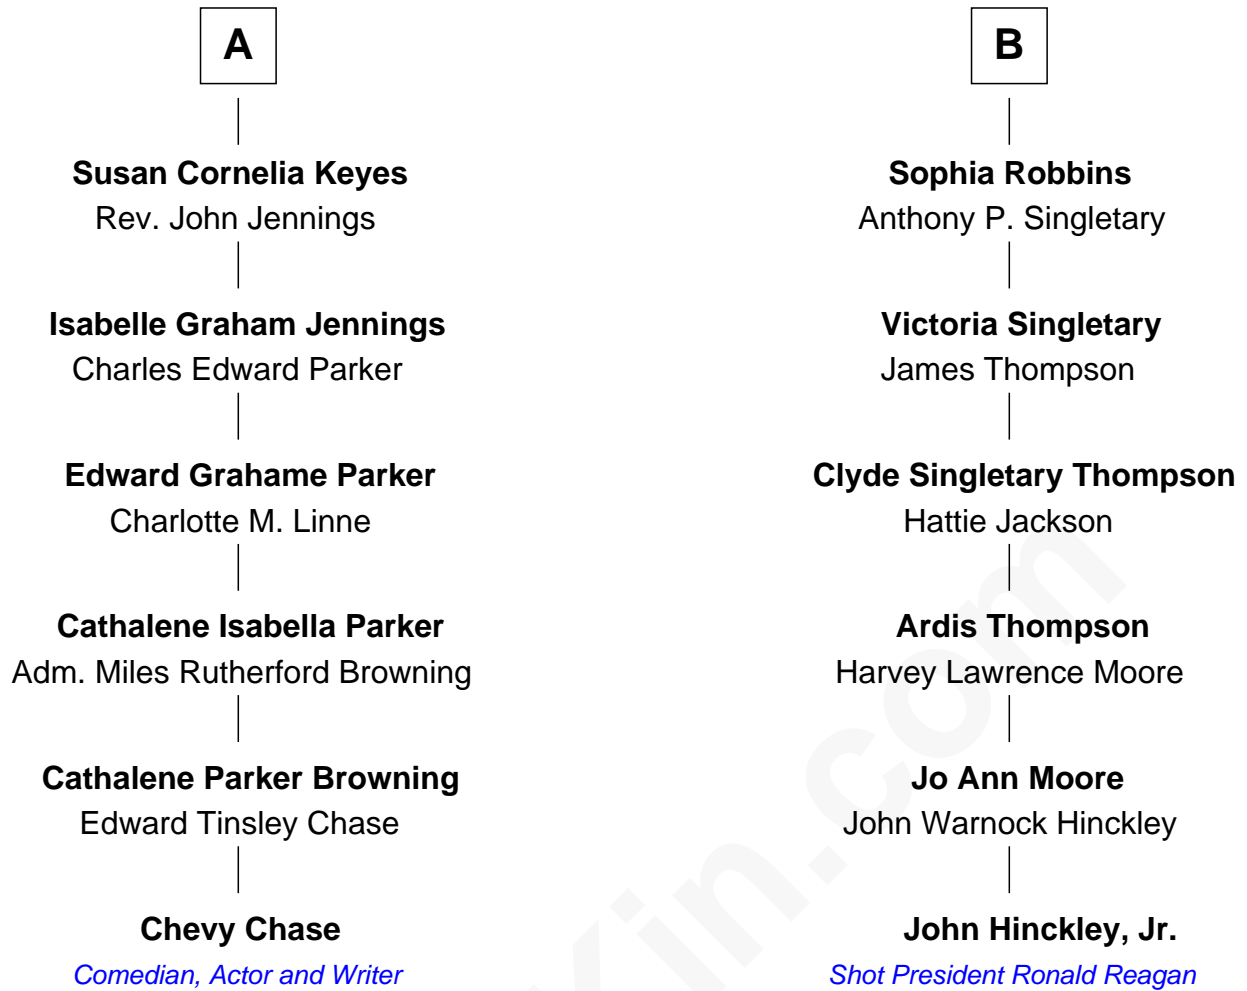 A
Susan Cornelia Keyes
Rev. John Jennings
Isabelle Graham Jennings
Charles Edward Parker
Edward Grahame Parker
Charlotte M. Linne
Cathalene Isabella Parker
Adm. Miles Rutherford Browning
Cathalene Parker Browning
Edward Tinsley Chase
Chevy Chase
Comedian, Actor and Writer
B
Sophia Robbins
Anthony P. Singletary
Victoria Singletary
James Thompson
Clyde Singletary Thompson
Hattie Jackson
Ardis Thompson
Harvey Lawrence Moore
Jo Ann Moore
John Warnock Hinckley
John Hinckley, Jr.
Shot President Ronald Reagan